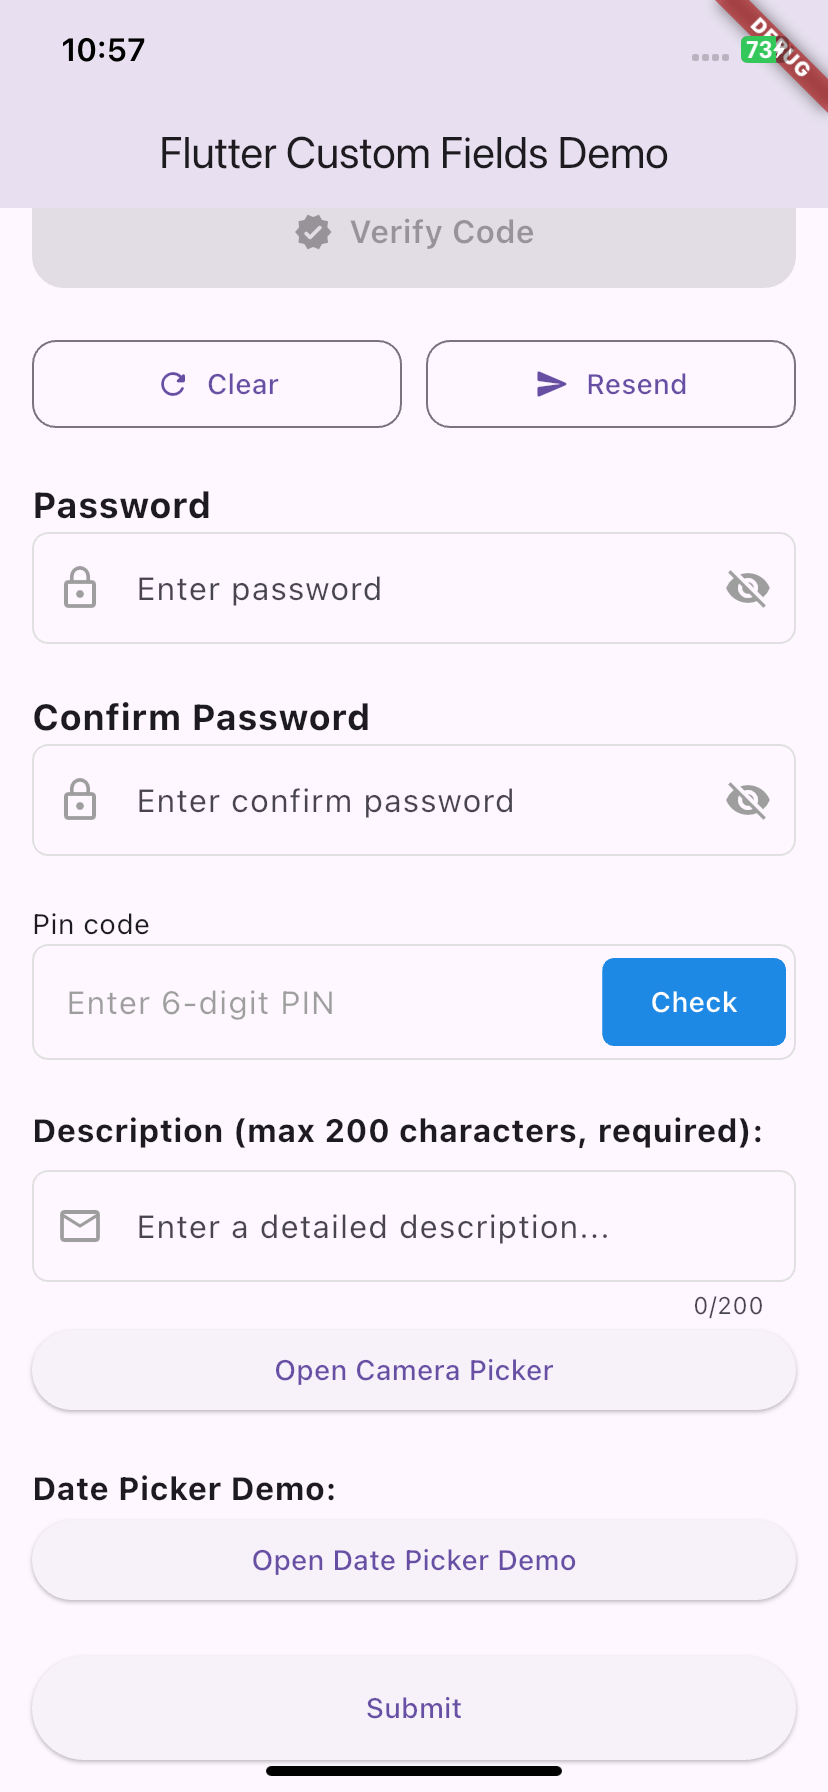 10:57
73
DEBUG
Flutter Custom Fields Demo
Verify Code
Clear
Resend
Password
Enter password
Confirm Password
Enter confirm password
Pin code
Enter 6-digit PIN
Check
Description (max 200 characters, required):
Enter a detailed description...
0/200
Open Camera Picker
Date Picker Demo:
Open Date Picker Demo
Submit